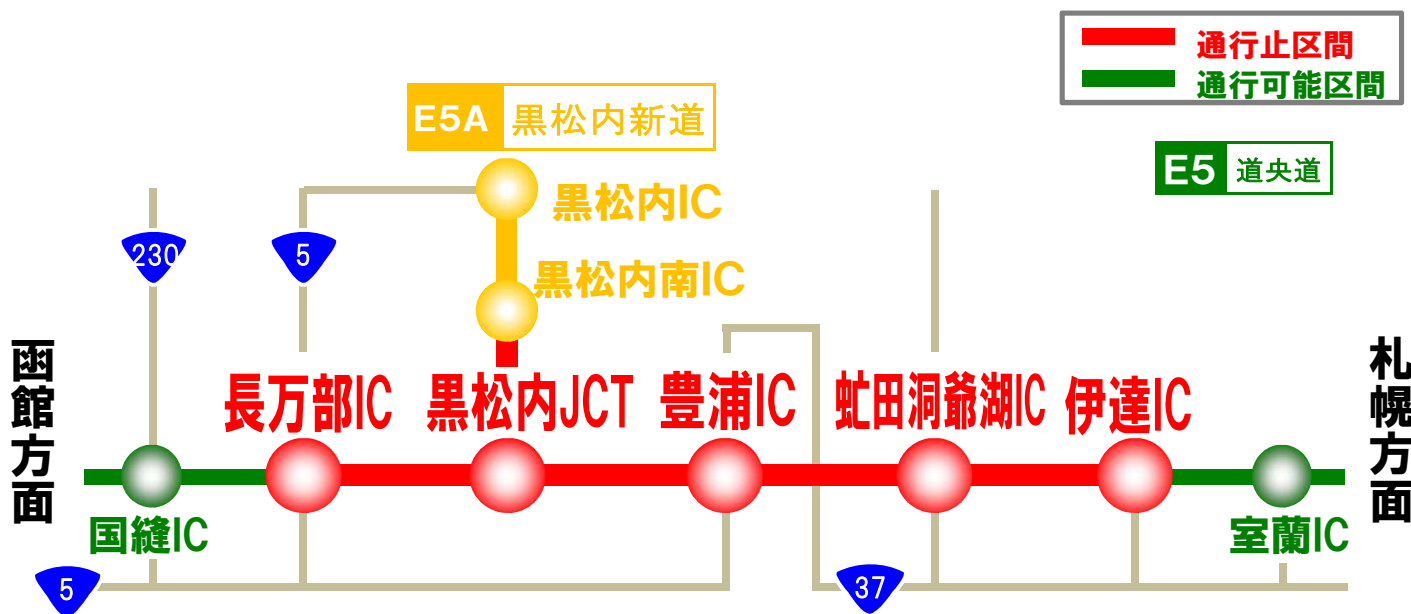 通行止区間
通行可能区間
E5A 黒松内新道
E5 道央道
黒松内IC
230
5
黒松内南IC
函館方面
札幌方面
長万部IC
黒松内JCT
豊浦IC
虻田洞爺湖IC
伊達IC
国縫IC
室蘭IC
5
37